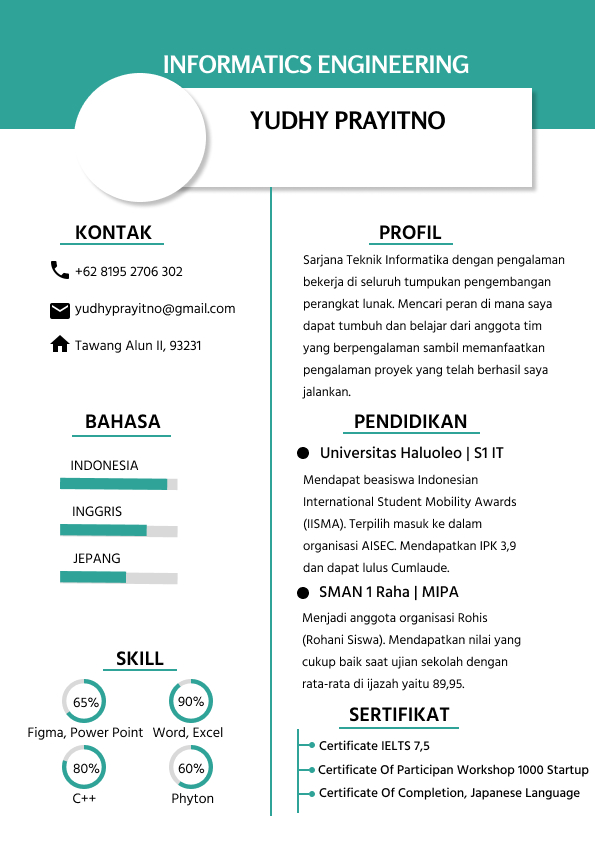 INFORMATICS ENGINEERING
YUDHY PRAYITNO
KONTAK
+62 8195 2706 302
yudhyprayitno@gmail.com
Tawang Alun II, 93231
BAHASA
INDONESIA
INGGRIS
JEPANG
SKILL
65%
90%
Figma, Power Point
Word, Excel
80%
60%
C++
Phyton
PROFIL
Sarjana Teknik Informatika dengan pengalaman
bekerja di seluruh tumpukan pengembangan
perangkat lunak. Mencari peran di mana saya
dapat tumbuh dan belajar dari anggota tim
yang berpengalaman sambil memanfaatkan
pengalaman proyek yang telah berhasil saya
jalankan.
PENDIDIKAN
Universitas Haluoleo | S1 IT
Mendapat beasiswa Indonesian
International Student Mobility Awards
(IISMA). Terpilih masuk ke dalam
organisasi AISEC. Mendapatkan IPK 3,9
dan dapat lulus Cumlaude.
SMAN 1 Raha | MIPA
Menjadi anggota organisasi Rohis
(Rohani Siswa). Mendapatkan nilai yang
cukup baik saat ujian sekolah dengan
rata-rata di ijazah yaitu 89,95.
SERTIFIKAT
Certificate IELTS 7,5
Certificate Of Participan Workshop 1000 Startup
Certificate Of Completion, Japanese Language